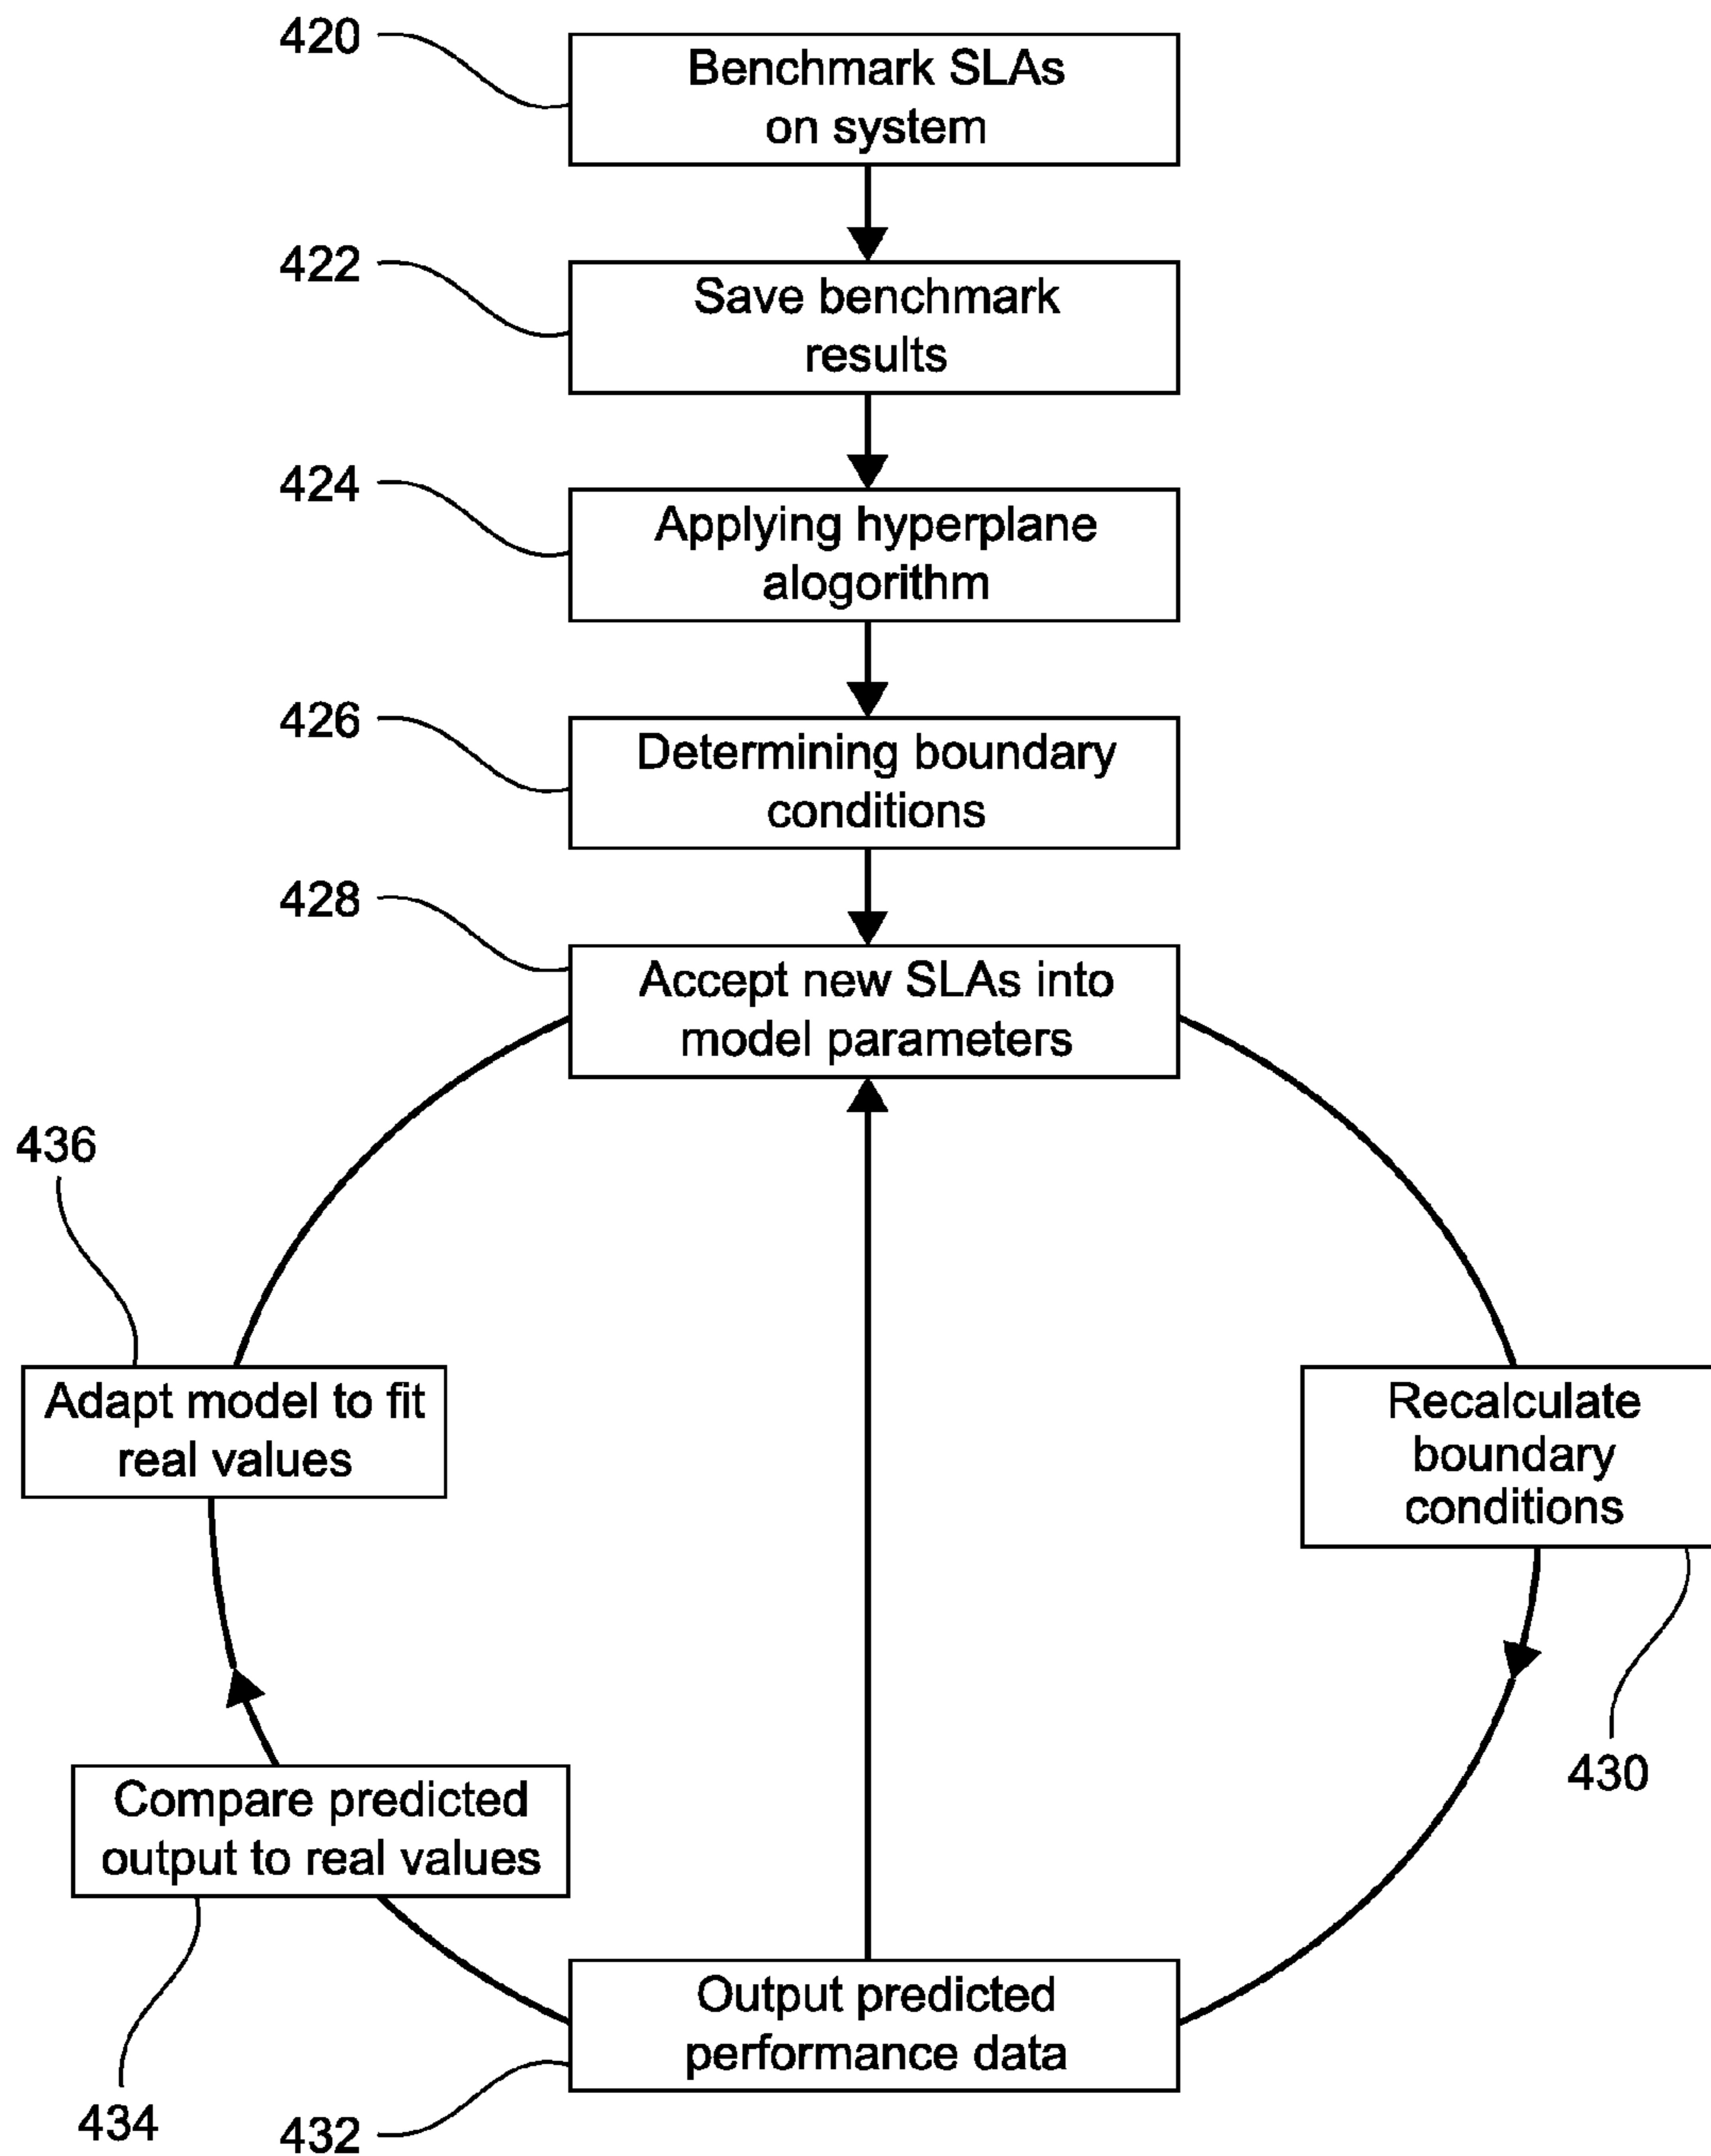 420
Benchmark SLAs
on system
422
Save benchmark
results
424
Applying hyperplane
alogorithm
426
Determining boundary
conditions
428
Accept new SLAs into
model parameters
436
Adapt model to fit
real values
Recalculate
boundary
conditions
430
Compare predicted
output to real values
434
Output predicted
performance data
432